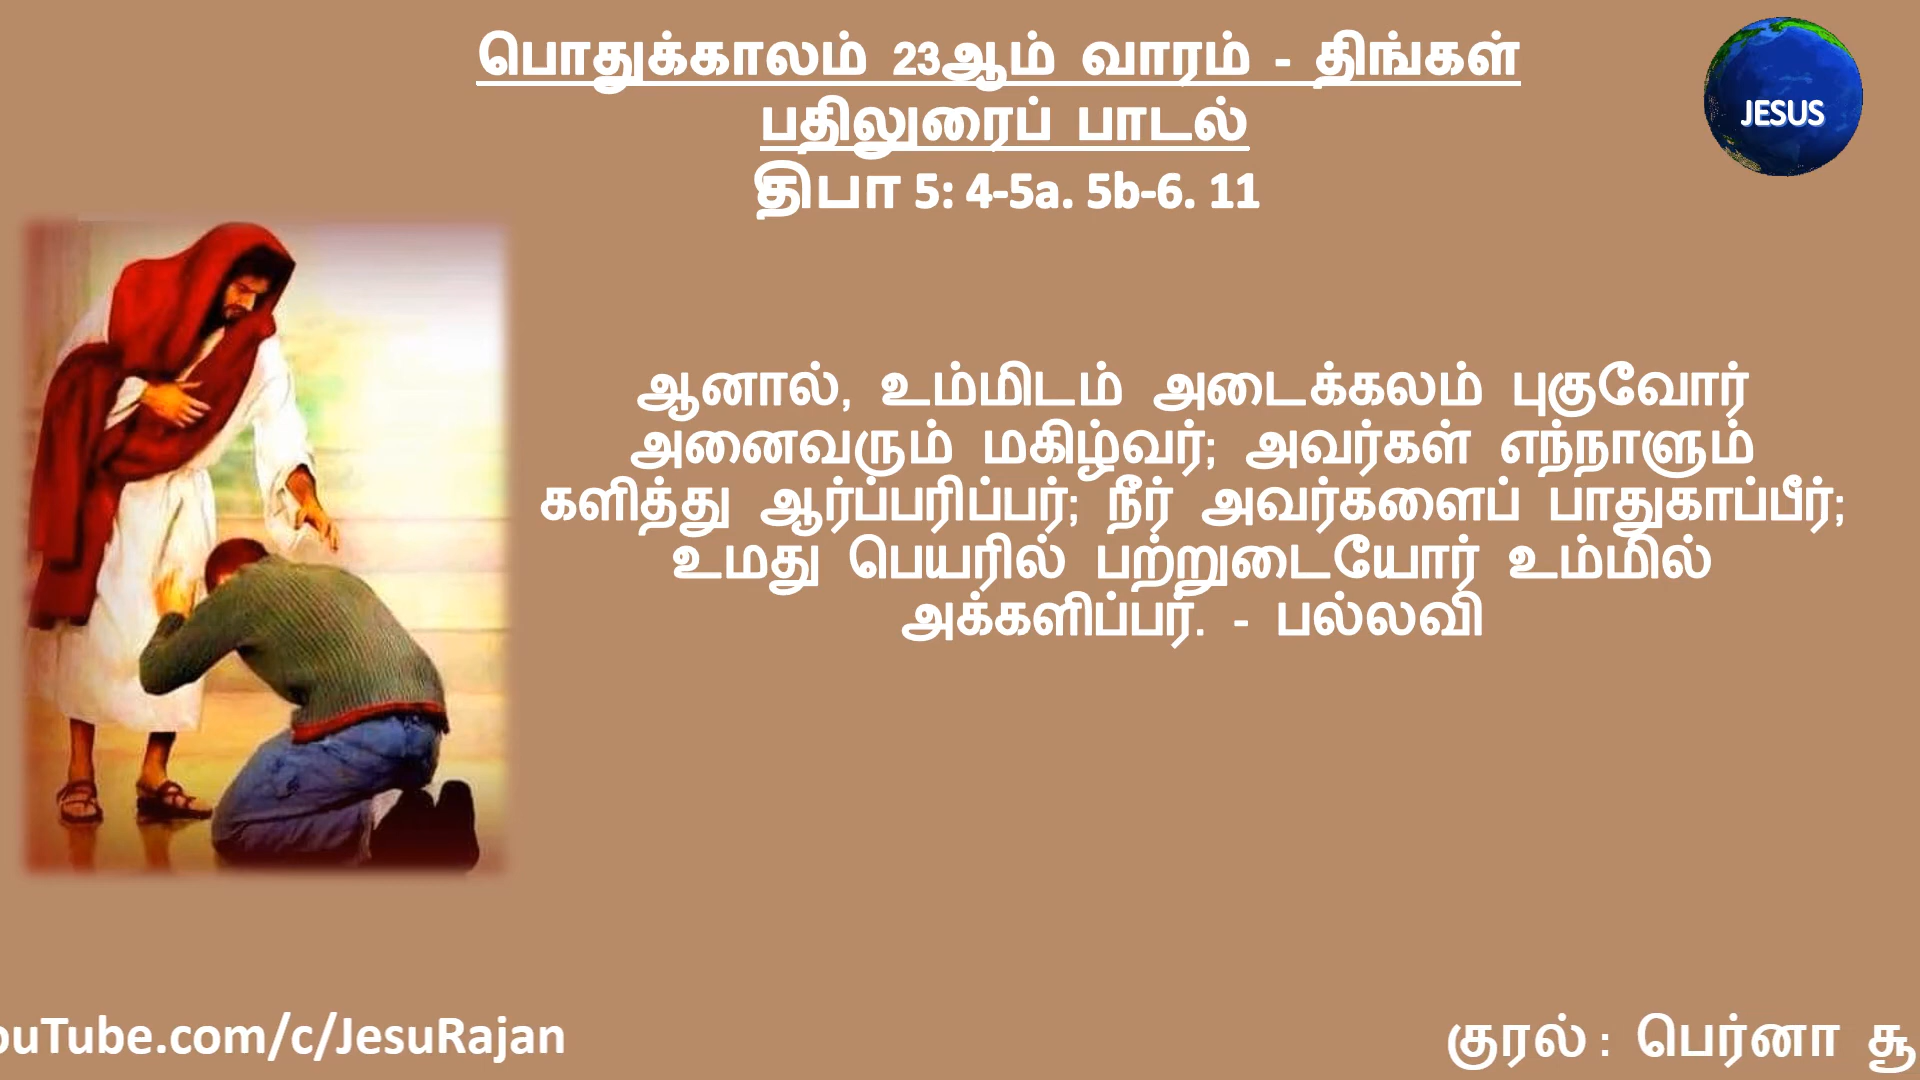 பொதுக்காலம் 23ஆம் வாரம் - திங்கள்
பதிலுரைப் பாடல்
திபா 5: 4-5a. 5b-6. 11
JESUS
ஆனால், உம்மிடம் அடைக்கலம் புகுவோர்
அனைவரும் மகிழ்வர்; அவர்கள் எந்நாளும்
களித்து ஆர்ப்பரிப்பர்; நீர் அவர்களைப் பாதுகாப்பீர்;
உமது பெயரில் பற்றுடையோர் உம்மில்
அக்களிப்பர். - பல்லவி
ouTube.com/c/JesuRajan
குரல் : பெர்னா சூ